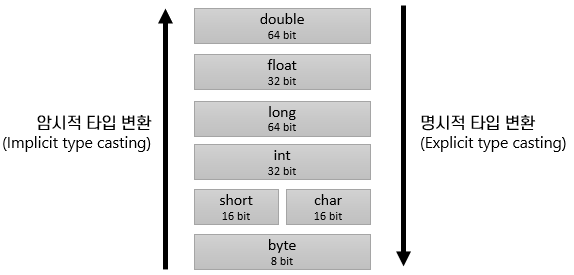 double
64 bit
float
32 bit
long
64 bit
암시적 타입 변환
(Implicit type casting)
명시적 타입 변환
(Explicit type casting)
int
32 bit
short
16 bit
char
16 bit
byte
8 bit